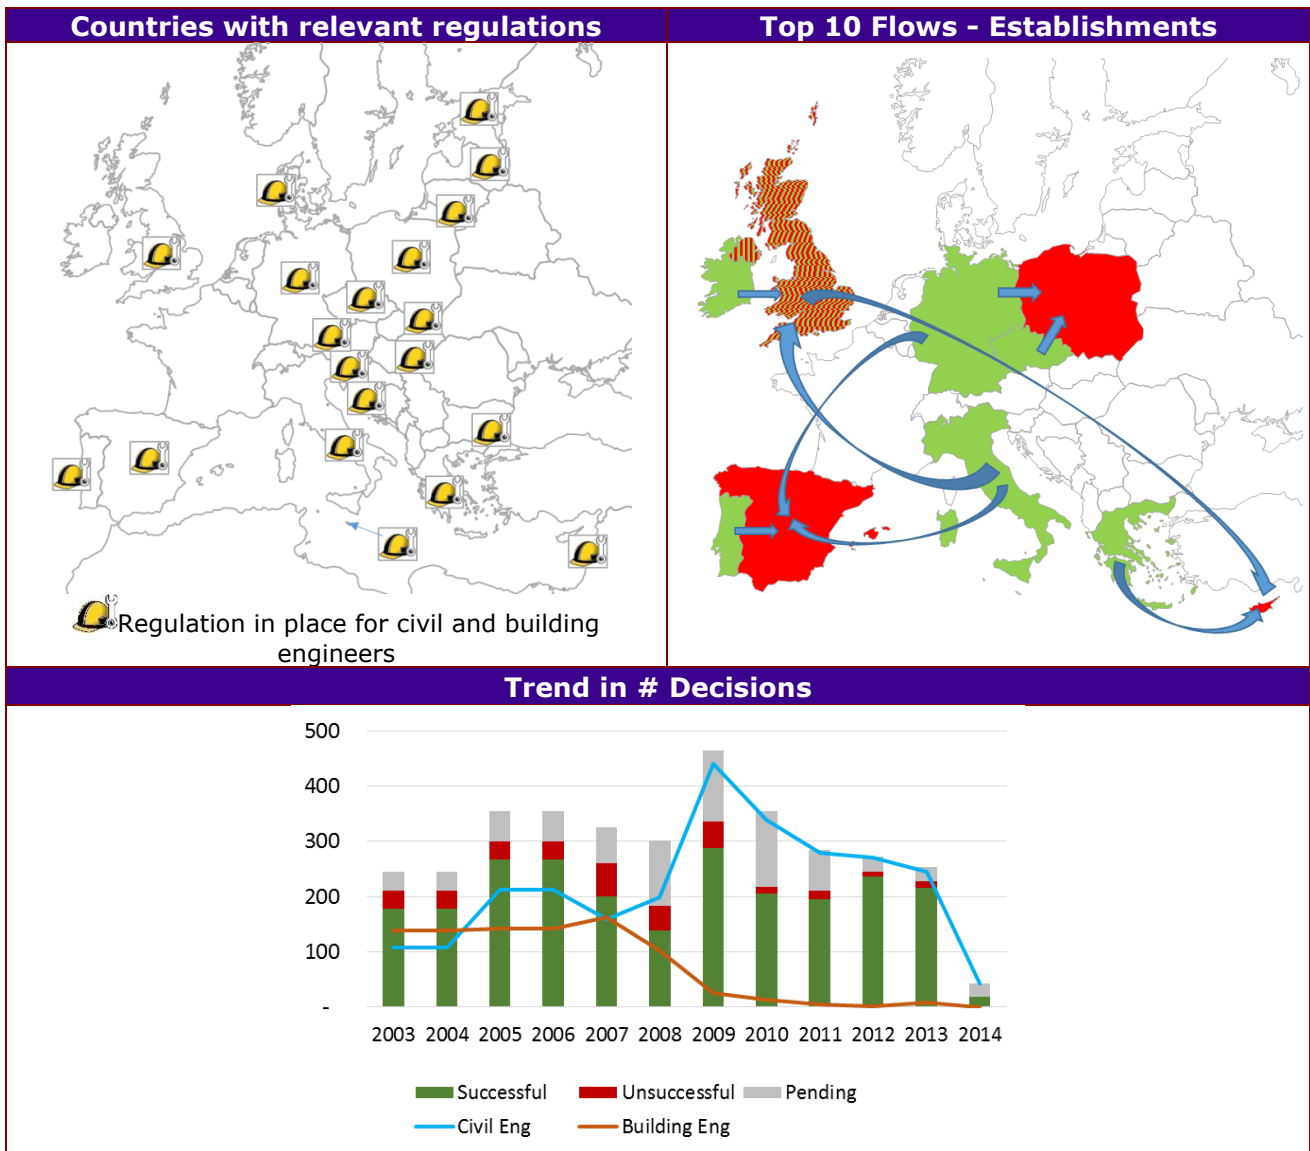 Countries with relevant regulations
Top 10 Flows - Establishments
Regulation in place for civil and building
engineers
Trend in # Decisions
500
400
300
200
100
-
2003 2004 2005 2006 2007 2008 2009 2010 2011 2012 2013 2014
Successful Unsuccessful Pending
Civil Eng Building Eng